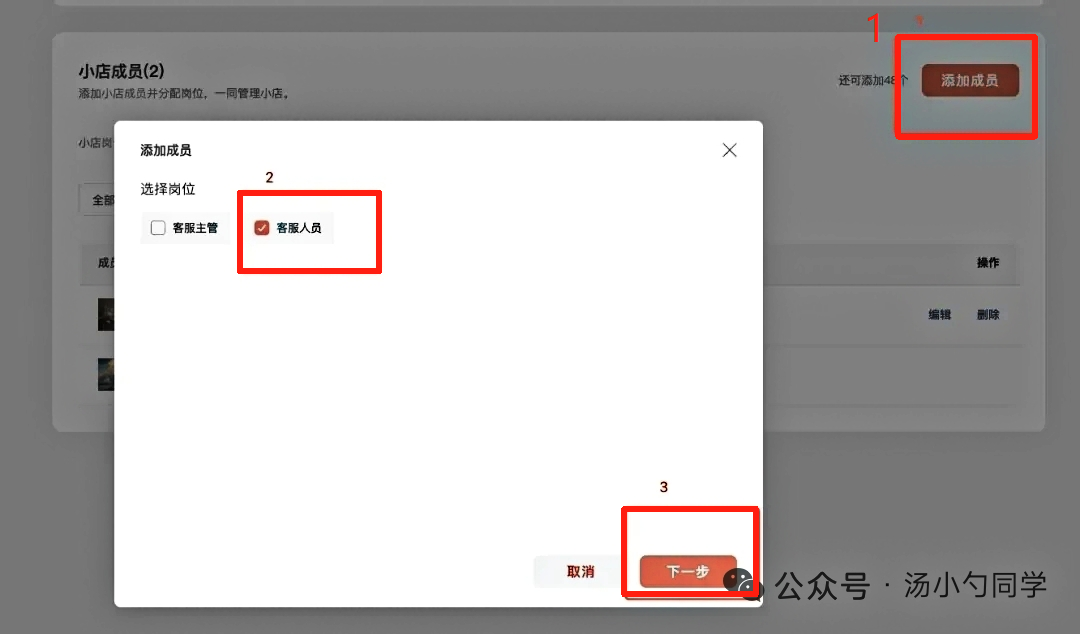 1
小店成员(2)
还可添加48个
添加成员
添加小店成员并分配岗位，一同管理小店。
小店岗
添加成员
2
选择岗位
客服主管
客服人员
全部
操作
编辑
删除
3
取消
下一步
公众号 · 汤小勺同学